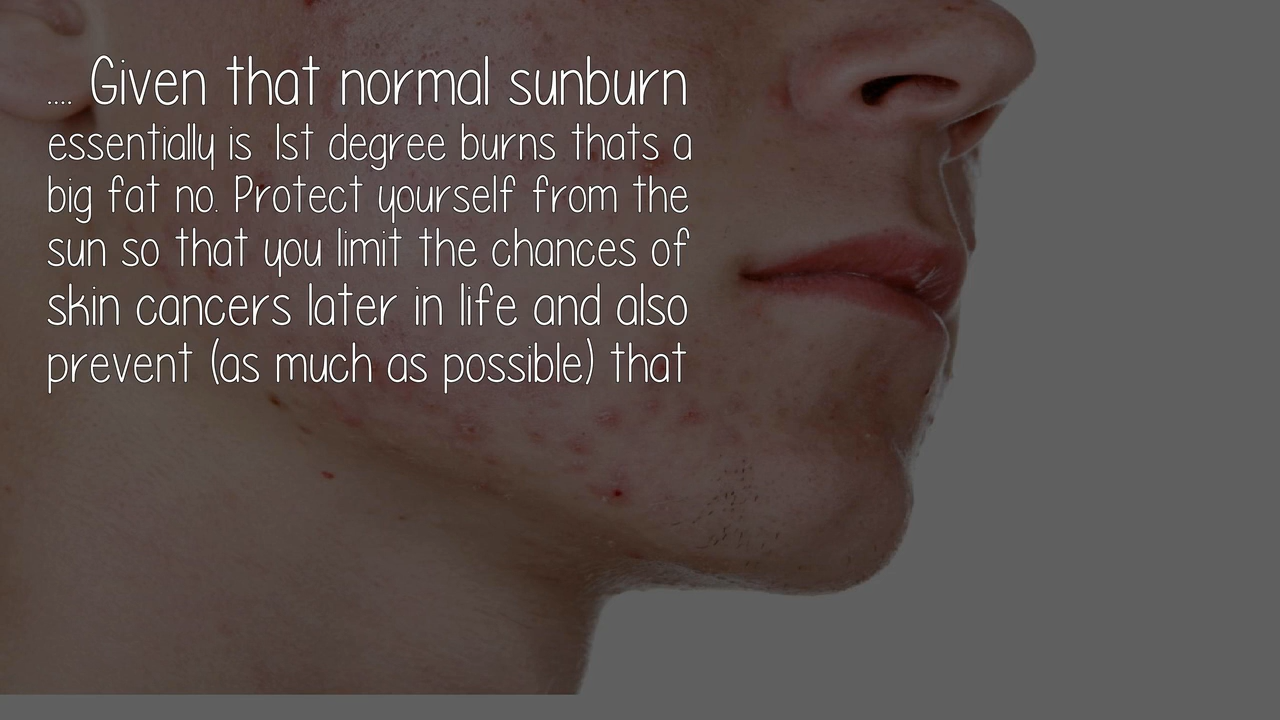 .... Given that normal sunburn
essentially is 1st degree burns thats a
big fat no. Protect yourself from the
sun so that you limit the chances of
skin cancers later in life and also
prevent (as much as possible) that